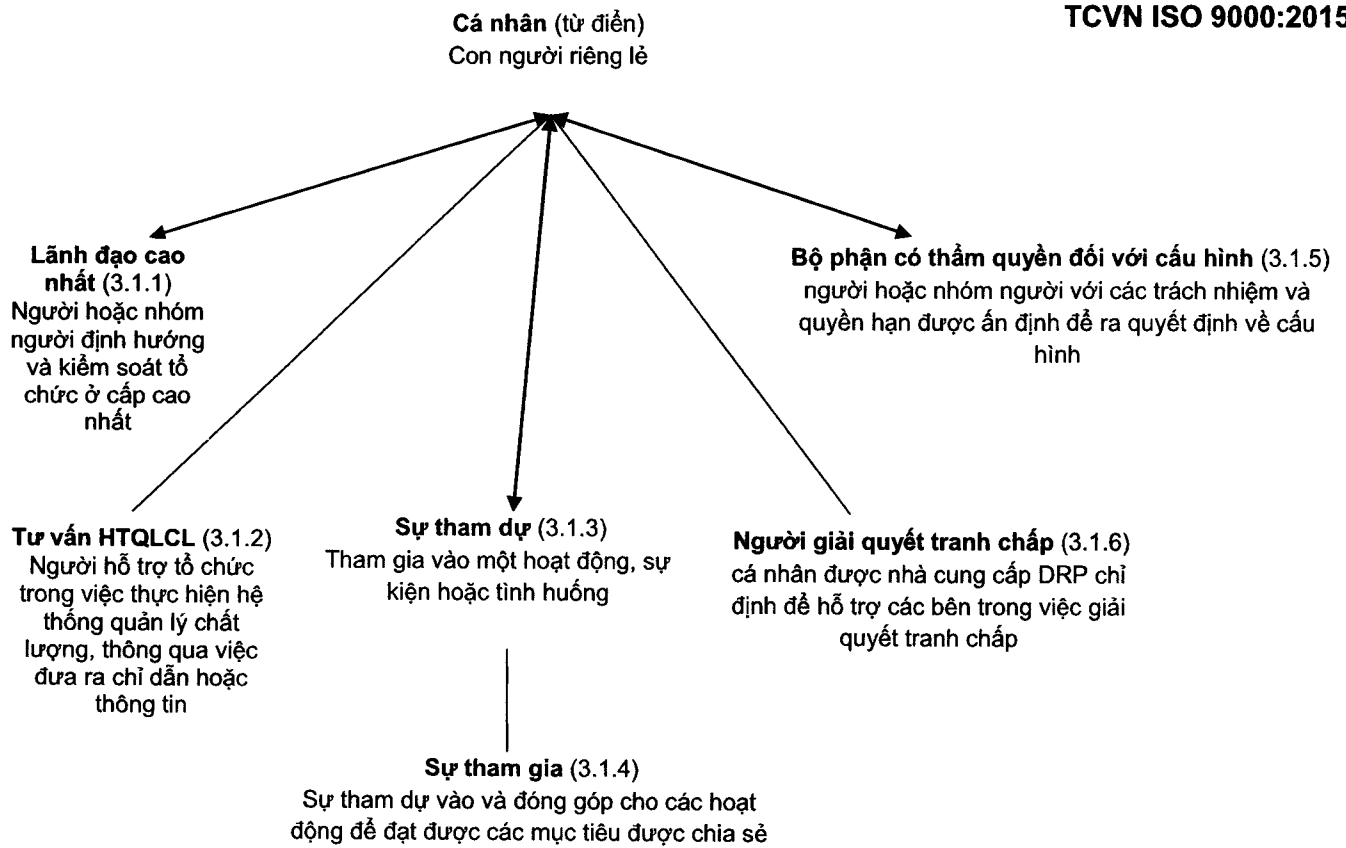 TCVN ISO 9000:2015
Cá nhân (từ điển)
Con người riêng lẻ
Lãnh đạo cao
nhất (3.1.1)
Người hoặc nhóm
người định hướng
và kiểm soát tổ
chức ở cấp cao
nhất
Bộ phận có thẩm quyền đối với cấu hình (3.1.5)
người hoặc nhóm người với các trách nhiệm và
quyền hạn được ấn định để ra quyết định về cấu
hình
Tư vấn HTQLCL (3.1.2)
Người hỗ trợ tổ chức
trong việc thực hiện hệ
thống quản lý chất
lượng, thông qua việc
đưa ra chỉ dẫn hoặc
thông tin
Sự tham dự (3.1.3)
Tham gia vào một hoạt động, sự
kiện hoặc tình huống
Người giải quyết tranh chấp (3.1.6)
cá nhân được nhà cung cấp DRP chỉ
định để hỗ trợ các bên trong việc giải
quyết tranh chấp
Sự tham gia (3.1.4)
Sự tham dự vào và đóng góp cho các hoạt
động để đạt được các mục tiêu được chia sẻ